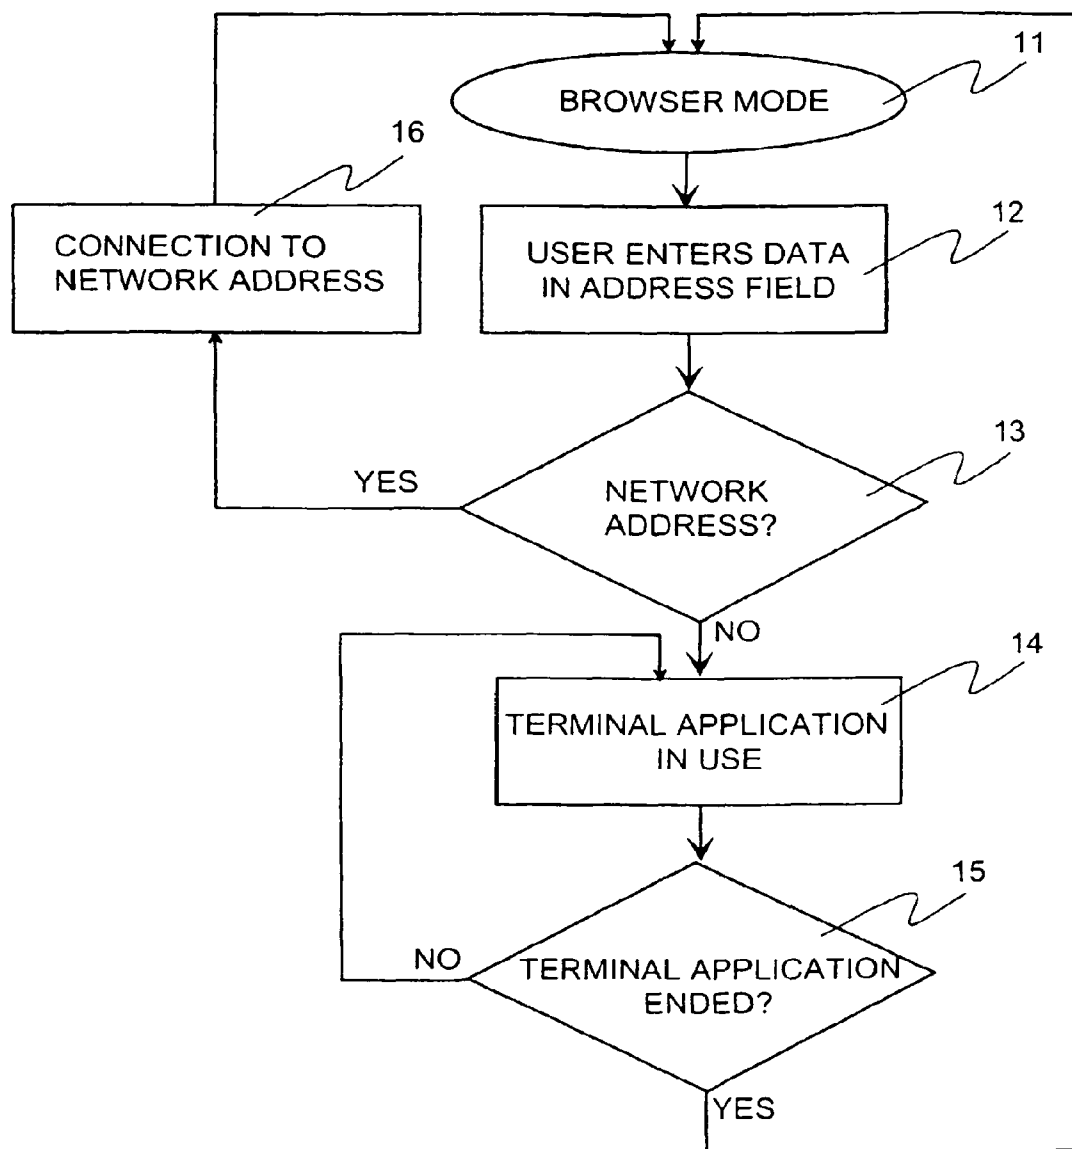 11
BROWSER MODE
16
CONNECTION TO
NETWORK ADDRESS
12
USER ENTERS DATA
IN ADDRESS FIELD
13
YES
NETWORK
ADDRESS?
NO
14
TERMINAL APPLICATION
IN USE
15
NO
TERMINAL APPLICATION
ENDED?
YES